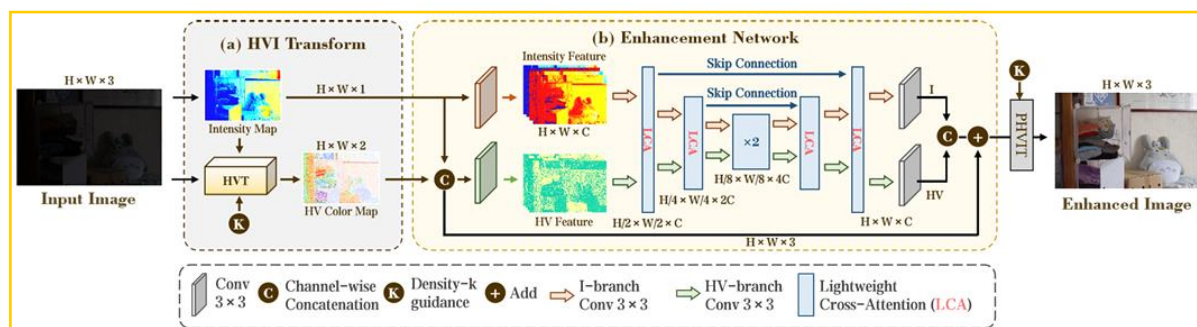 (a) HVI Transform
(b) Enhancement Network
H × W × 3
Input Image
Intensity Map
H × W × 1
H × W × 2
HVT
HV Color Map
K
C
Intensity Feature
H × W × C
HV Feature
H/2 × W/2 × C
LCA
Skip Connection
LCA
Skip Connection
H/4 × W/4 × 2C
×2
H/8 × W/8 × 4C
LCA
LCA
H × W × C
I
HV
C
+
H × W × 3
K
PHVIT
H × W × 3
Enhanced Image
Conv
3 × 3
C
Channel-wise
Concatenation
K
Density-k
guidance
+
Add
I-branch
Conv 3 × 3
HV-branch
Conv 3 × 3
Lightweight
Cross-Attention (LCA)